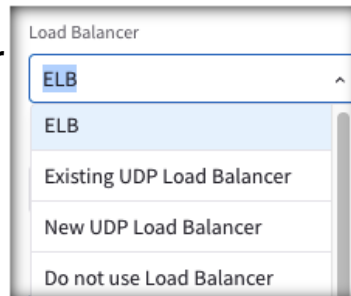 Load Balancer
ELB
ELB
Existing UDP Load Balancer
New UDP Load Balancer
Do not use Load Balancer